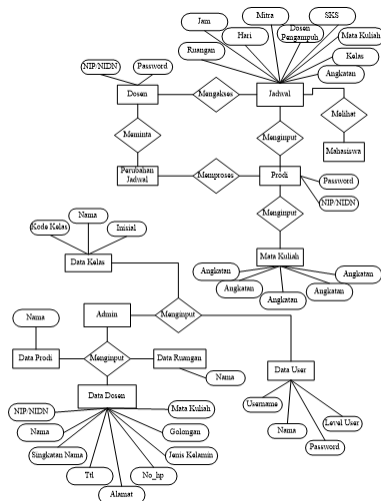 Jam
Mitra
SKS
Hari
Dosen
Pengampuh
Mata Kuliah
Ruangan
Kelas
NIP/NIDN
Password
Angkatan
Dosen
Mengakses
Jadwal
Melihat
Meminta
Menginput
Mahasiswa
Perubahan
Jadwal
Memproses
Prodi
Password
NIP/NIDN
Menginput
Nama
Kode Kelas
Inisial
Data Kelas
Mata Kuliah
Angkatan
Angkatan
Angkatan
Angkatan
Angkatan
Admin
Menginput
Nama
Data Prodi
Menginput
Data Ruangan
Nama
Data User
Data Dosen
NIP/NIDN
Mata Kuliah
Username
Nama
Golongan
Level User
Nama
Singkatan Nama
Jenis Kelamin
Password
Ttl
No_hp
Alamat